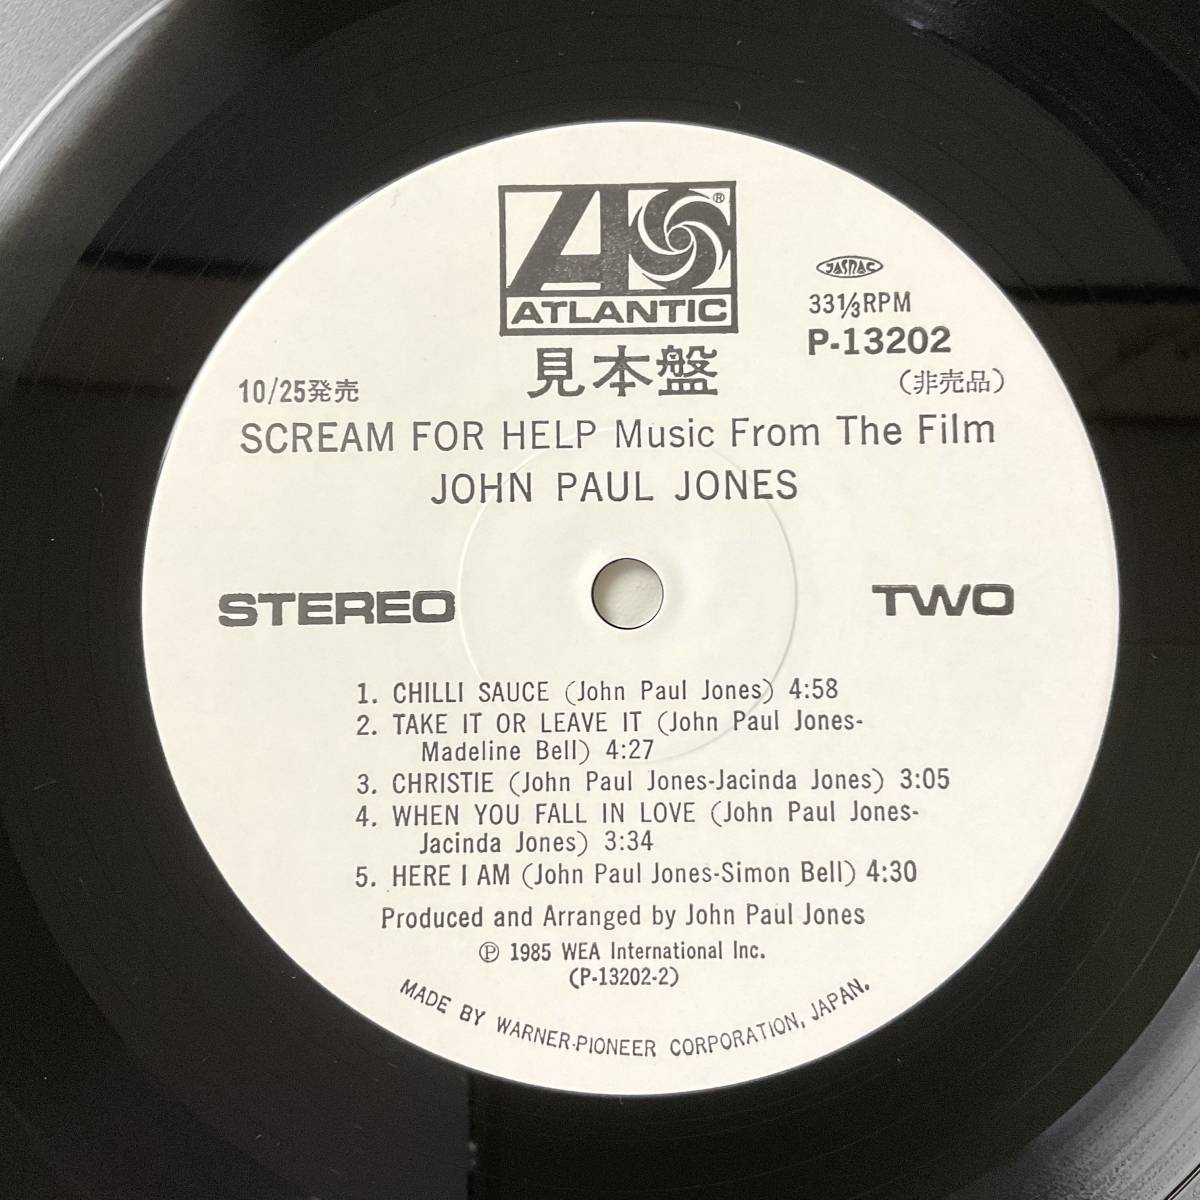 ATLANTIC ®
JASRAC
33⅓RPM
P-13202
見本盤
10/25発売
(非売品)
SCREAM FOR HELP Music From The Film
JOHN PAUL JONES
STEREO
TWO
1. CHILLI SAUCE (John Paul Jones) 4:58
2. TAKE IT OR LEAVE IT (John Paul Jones-
Madeline Bell) 4:27
3. CHRISTIE (John Paul Jones-Jacinda Jones) 3:05
4. WHEN YOU FALL IN LOVE (John Paul Jones-
Jacinda Jones) 3:34
5. HERE I AM (John Paul Jones-Simon Bell) 4:30
Produced and Arranged by John Paul Jones
℗ 1985 WEA International Inc.
(P-13202-2)
MADE BY WARNER-PIONEER CORPORATION, JAPAN.